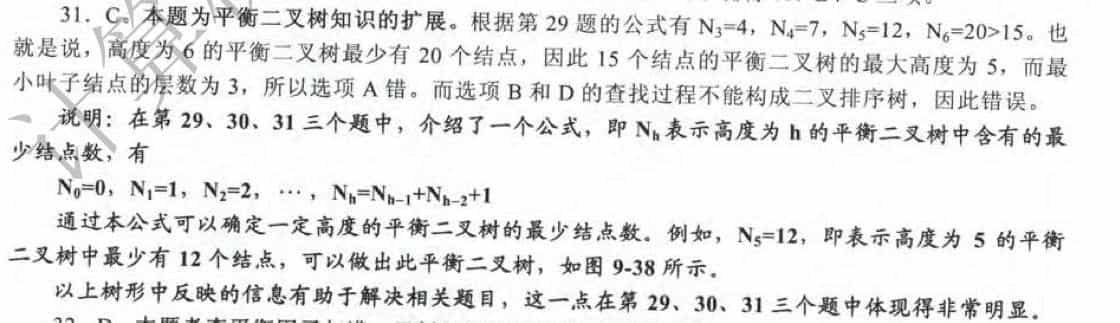 31. C。本题为平衡二叉树知识的扩展。根据第 29 题的公式有 N₃=4，N₄=7，N₅=12，N₆=20>15。也
就是说，高度为 6 的平衡二叉树最少有 20 个结点，因此 15 个结点的平衡二叉树的最大高度为 5，而最
小叶子结点的层数为 3，所以选项 A 错。而选项 B 和 D 的查找过程不能构成二叉排序树，因此错误。
说明：在第 29、30、31 三个题中，介绍了一个公式，即 Nₕ 表示高度为 h 的平衡二叉树中含有的最
少结点数，有
N₀=0，N₁=1，N₂=2，…，Nₕ=Nₕ₋₁+Nₕ₋₂+1
通过本公式可以确定一定高度的平衡二叉树的最少结点数。例如，N₅=12，即表示高度为 5 的平衡
二叉树中最少有 12 个结点，可以做出此平衡二叉树，如图 9-38 所示。
以上树形中反映的信息有助于解决相关题目，这一点在第 29、30、31 三个题中体现得非常明显。